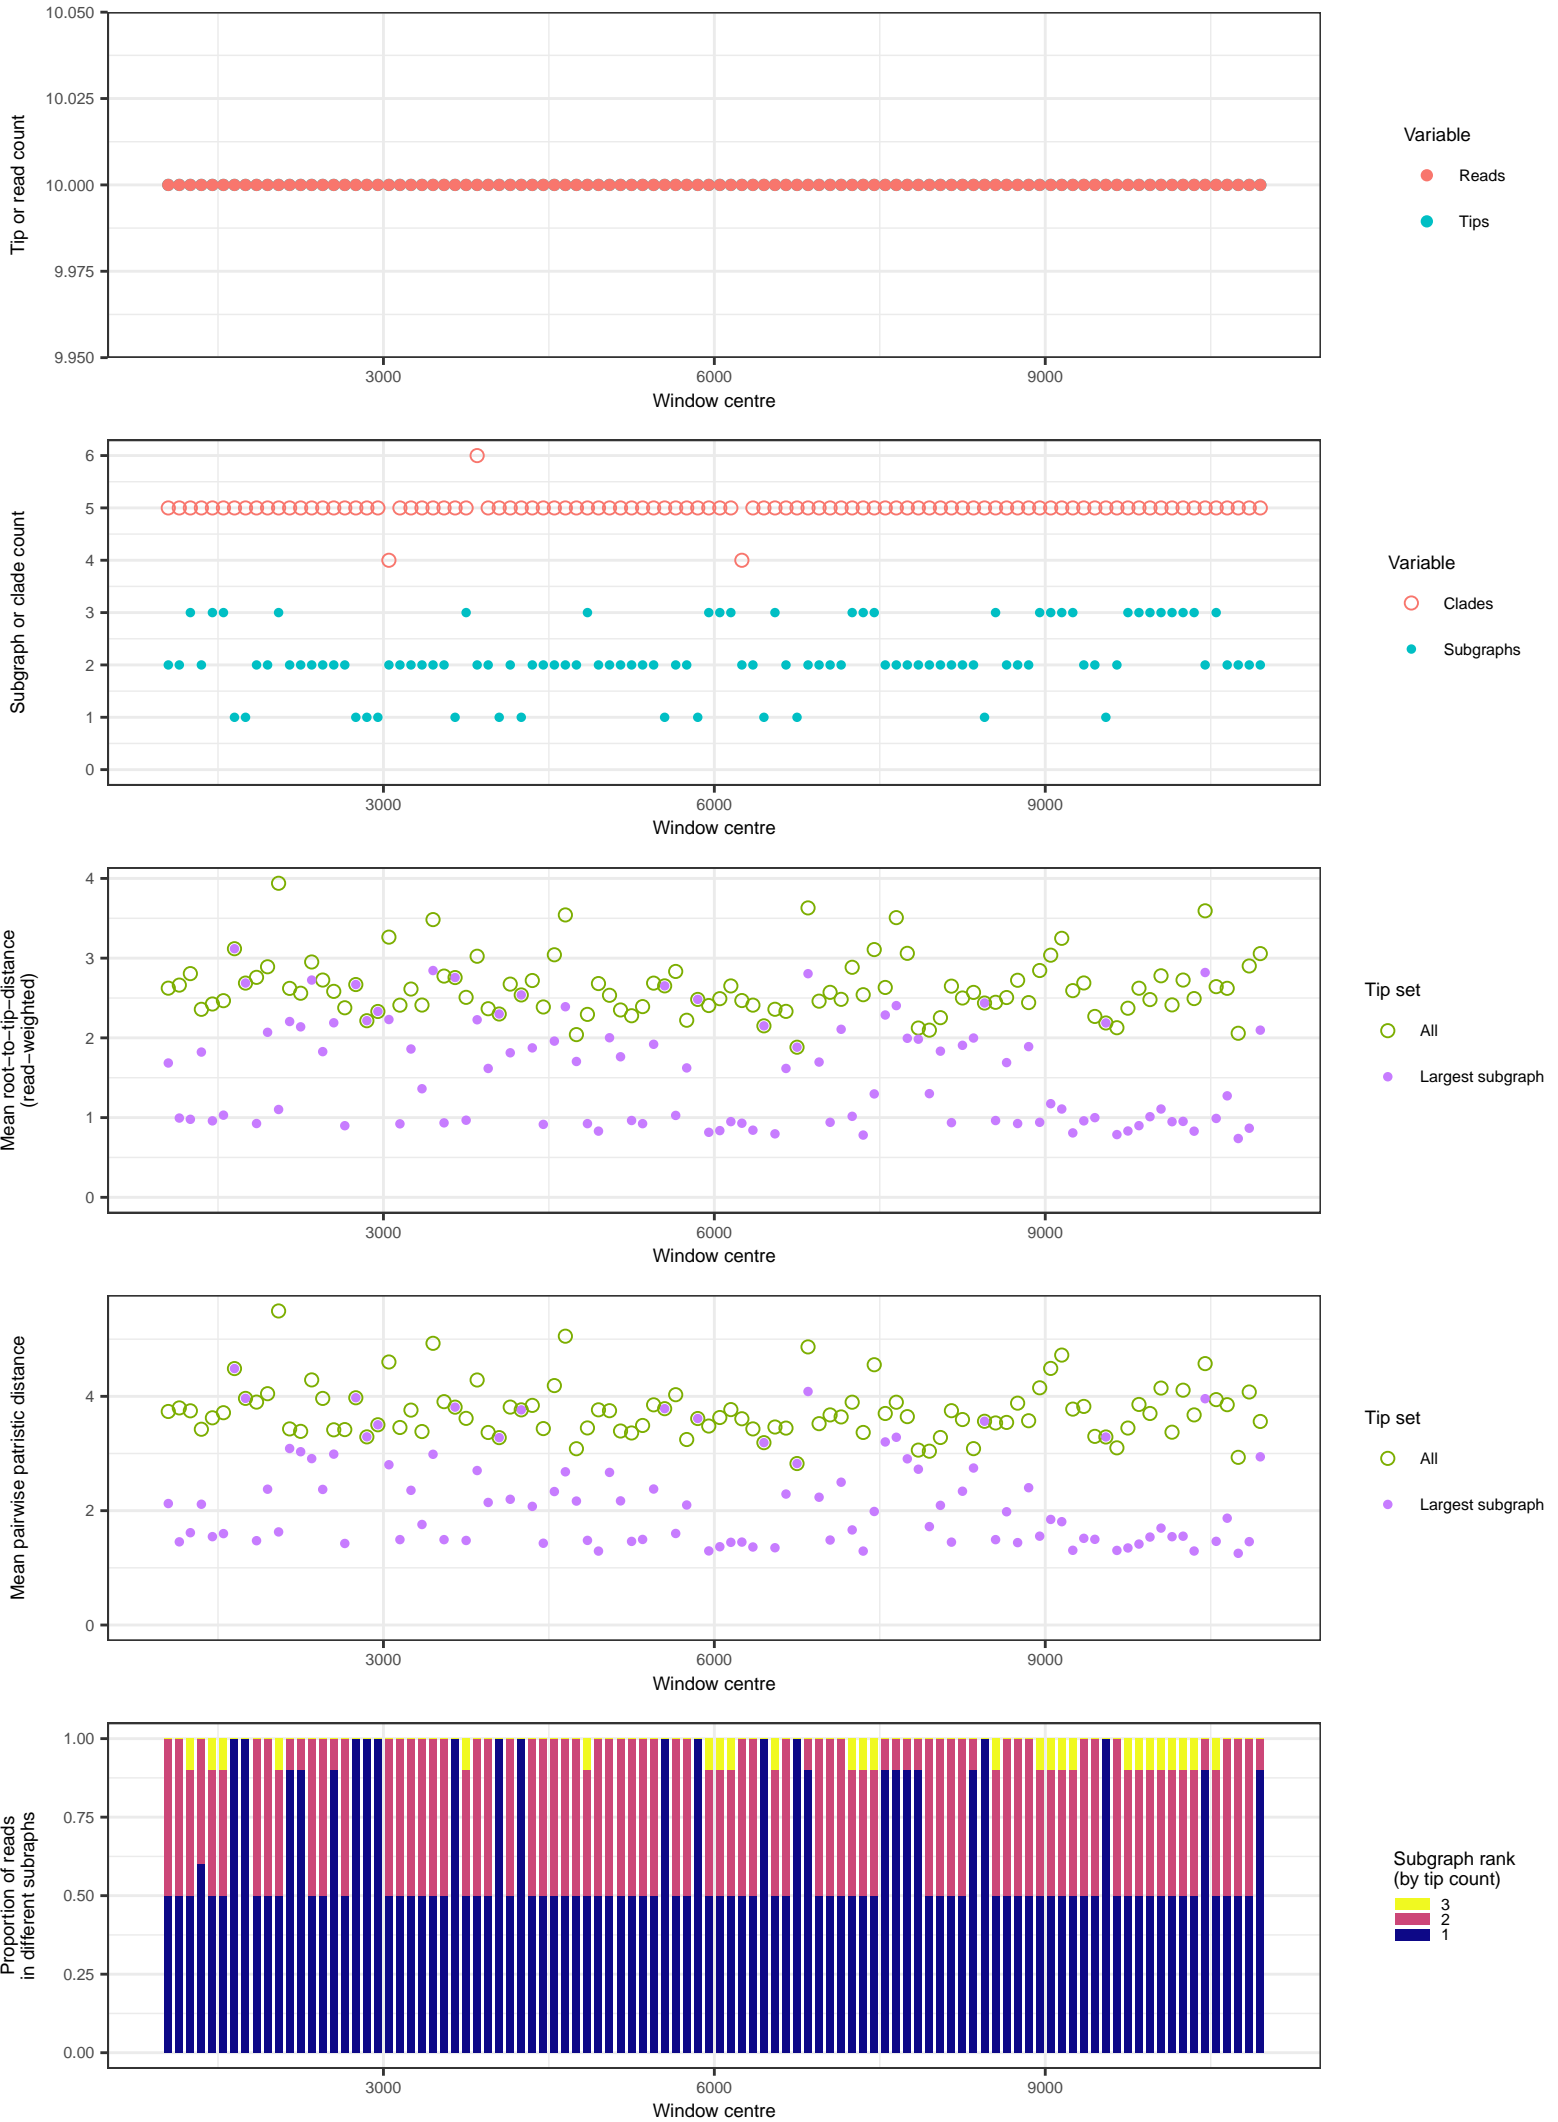 10.050
10.025
10.000
9.975
9.950
Tip or read count
3000 6000 9000
Window centre
Variable
Reads
Tips
6
5
4
3
2
1
0
Subgraph or clade count
3000 6000 9000
Window centre
Variable
Clades
Subgraphs
4
3
2
1
0
Mean root−to−tip−distance
(read−weighted)
3000 6000 9000
Window centre
Tip set
All
Largest subgraph
4
2
0
Mean pairwise patristic distance
3000 6000 9000
Window centre
Tip set
All
Largest subgraph
1.00
0.75
0.50
0.25
0.00
Proportion of reads
in different subraphs
3000 6000 9000
Window centre
Subgraph rank
(by tip count)
3
2
1